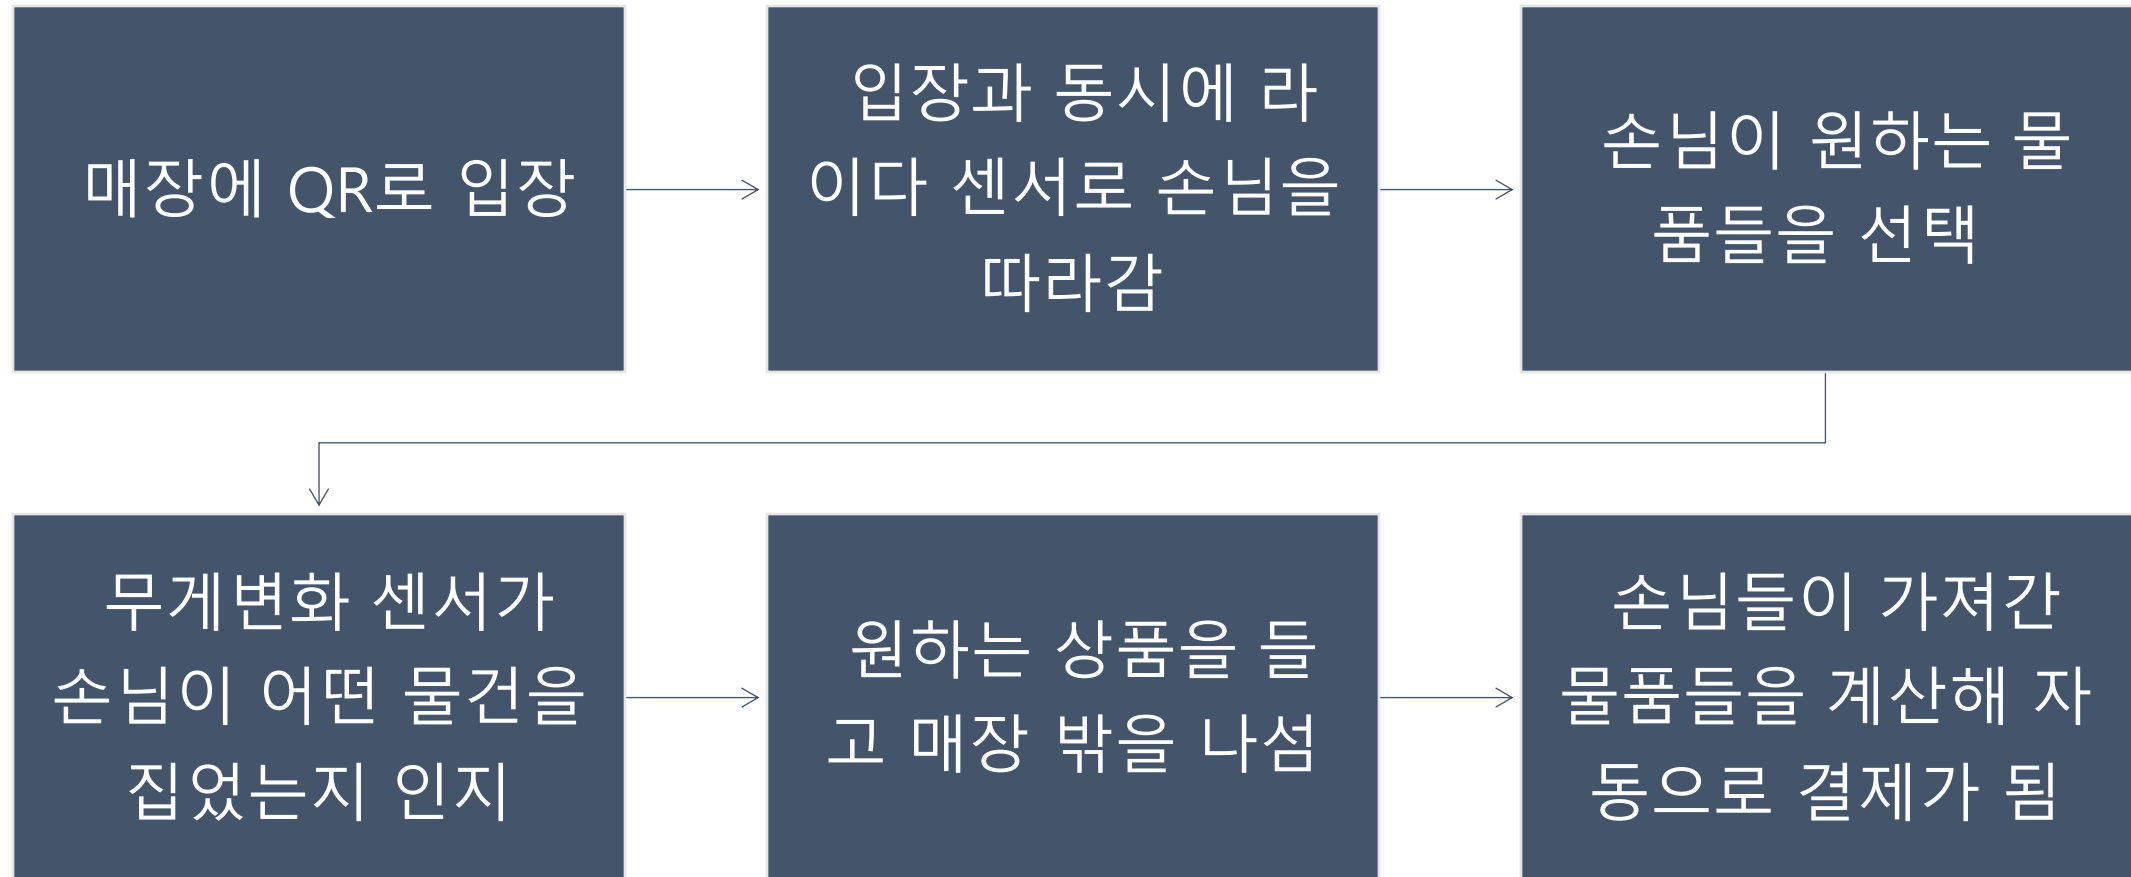 매장에 QR로 입장
입장과 동시에 라
이다 센서로 손님을
따라감
손님이 원하는 물
품들을 선택
무게변화 센서가
손님이 어떤 물건을
집었는지 인지
원하는 상품을 들
고 매장 밖을 나섬
손님들이 가져간
물품들을 계산해 자
동으로 결제가 됨